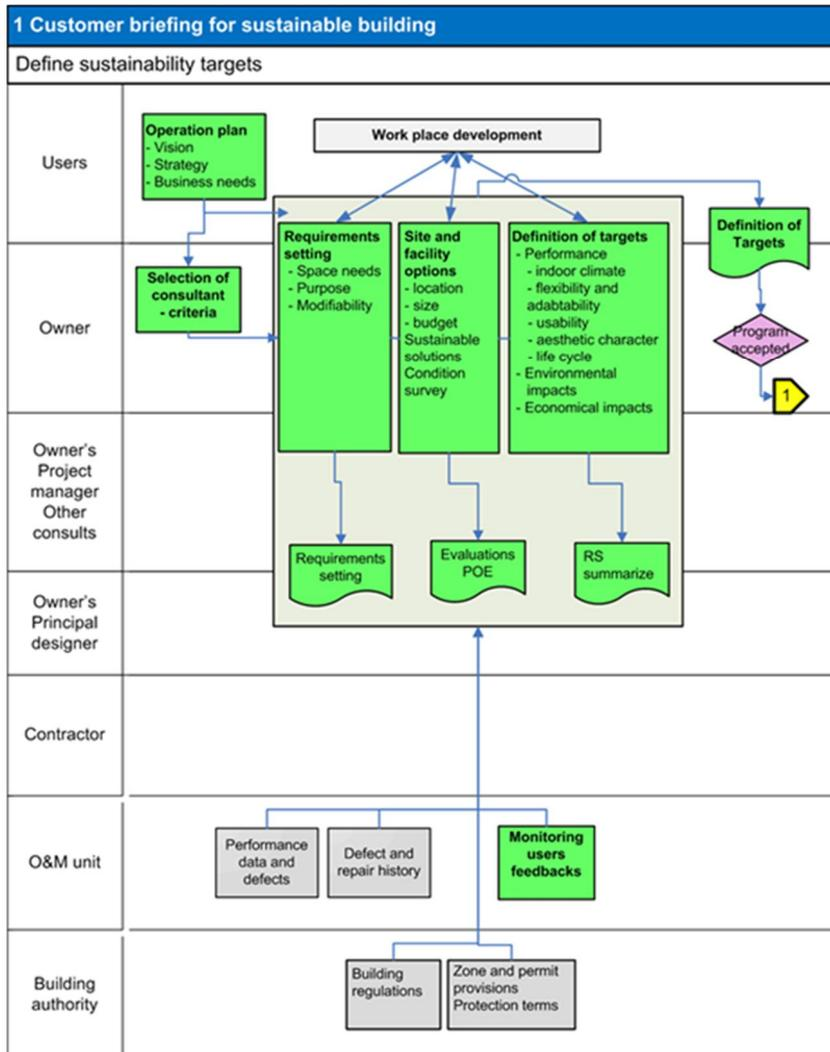 1 Customer briefing for sustainable building
Define sustainability targets
Users
Operation plan
- Vision
- Strategy
- Business needs
Work place development
Requirements
setting
- Space needs
- Purpose
- Modifiability
Site and
facility
options
- location
- size
- budget
Sustainable
solutions
Condition
survey
Definition of targets
- Performance
- indoor climate
- flexibility and
adabtability
- usability
- aesthetic character
- life cycle
- Environmental
impacts
- Economical impacts
Definition of
Targets
Owner
Selection of
consultant
- criteria
Program
accepted
1
Owner's
Project
manager
Other
consults
Requirements
setting
Evaluations
POE
RS
summarize
Owner's
Principal
designer
Contractor
O&M unit
Performance
data and
defects
Defect and
repair history
Monitoring
users
feedbacks
Building
authority
Building
regulations
Zone and permit
provisions
Protection terms